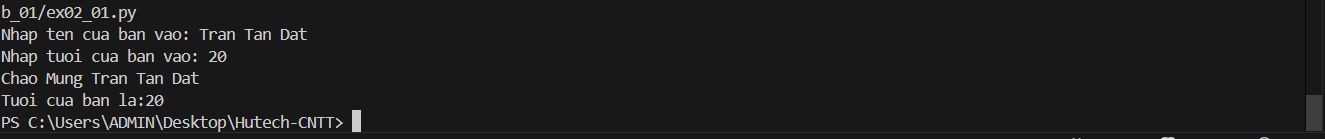 b_01/ex02_01.py
Nhap ten cua ban vao: Tran Tan Dat
Nhap tuoi cua ban vao: 20
Chao Mung Tran Tan Dat
Tuoi cua ban la:20
PS C:\Users\ADMIN\Desktop\Hutech-CNTT>